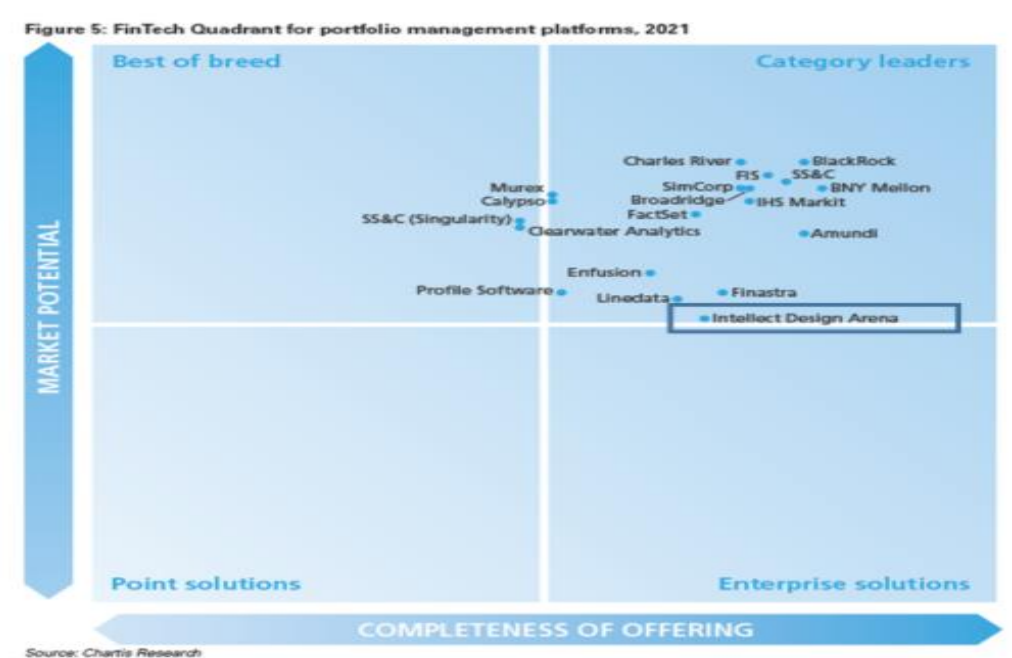 Figure 5: FinTech Quadrant for portfolio management platforms, 2021
Best of breed
Category leaders
Charles River
BlackRock
FIS
SS&C
Murex
SimCorp
BNY Mellon
Calypso
Broadridge
IHS Markit
SS&C (Singularity)
FactSet
Clearwater Analytics
Amundi
Enfusion
Profile Software
Linedata
Finastra
Intellect Design Arena
MARKET POTENTIAL
Point solutions
Enterprise solutions
COMPLETENESS OF OFFERING
Source: Chartis Research